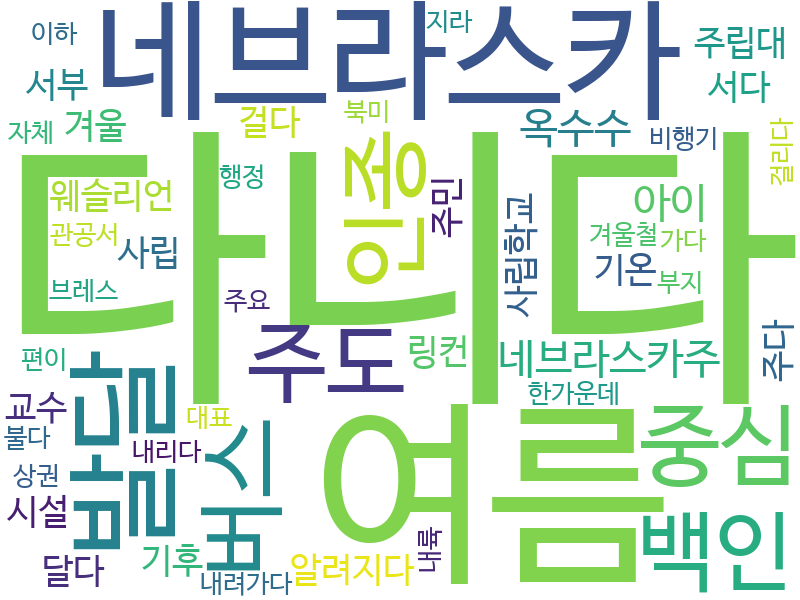 이하
네브라스카
지라
주립대
서부
서다
자체
겨울
걸다
북미
옥수수
비행기
걸리다
다니다
인종
행정
주민
웨슬리언
관공서
사립
사립학교
아이
겨울철
가다
기온
부지
브레스
주요
주도
링컨
네브라스카주
주다
편이
한가운데
발달
교수
대표
불다
내리다
버스
여름
중심
상권
시설
백인
내륙
달다
기후
내려가다
알려지다